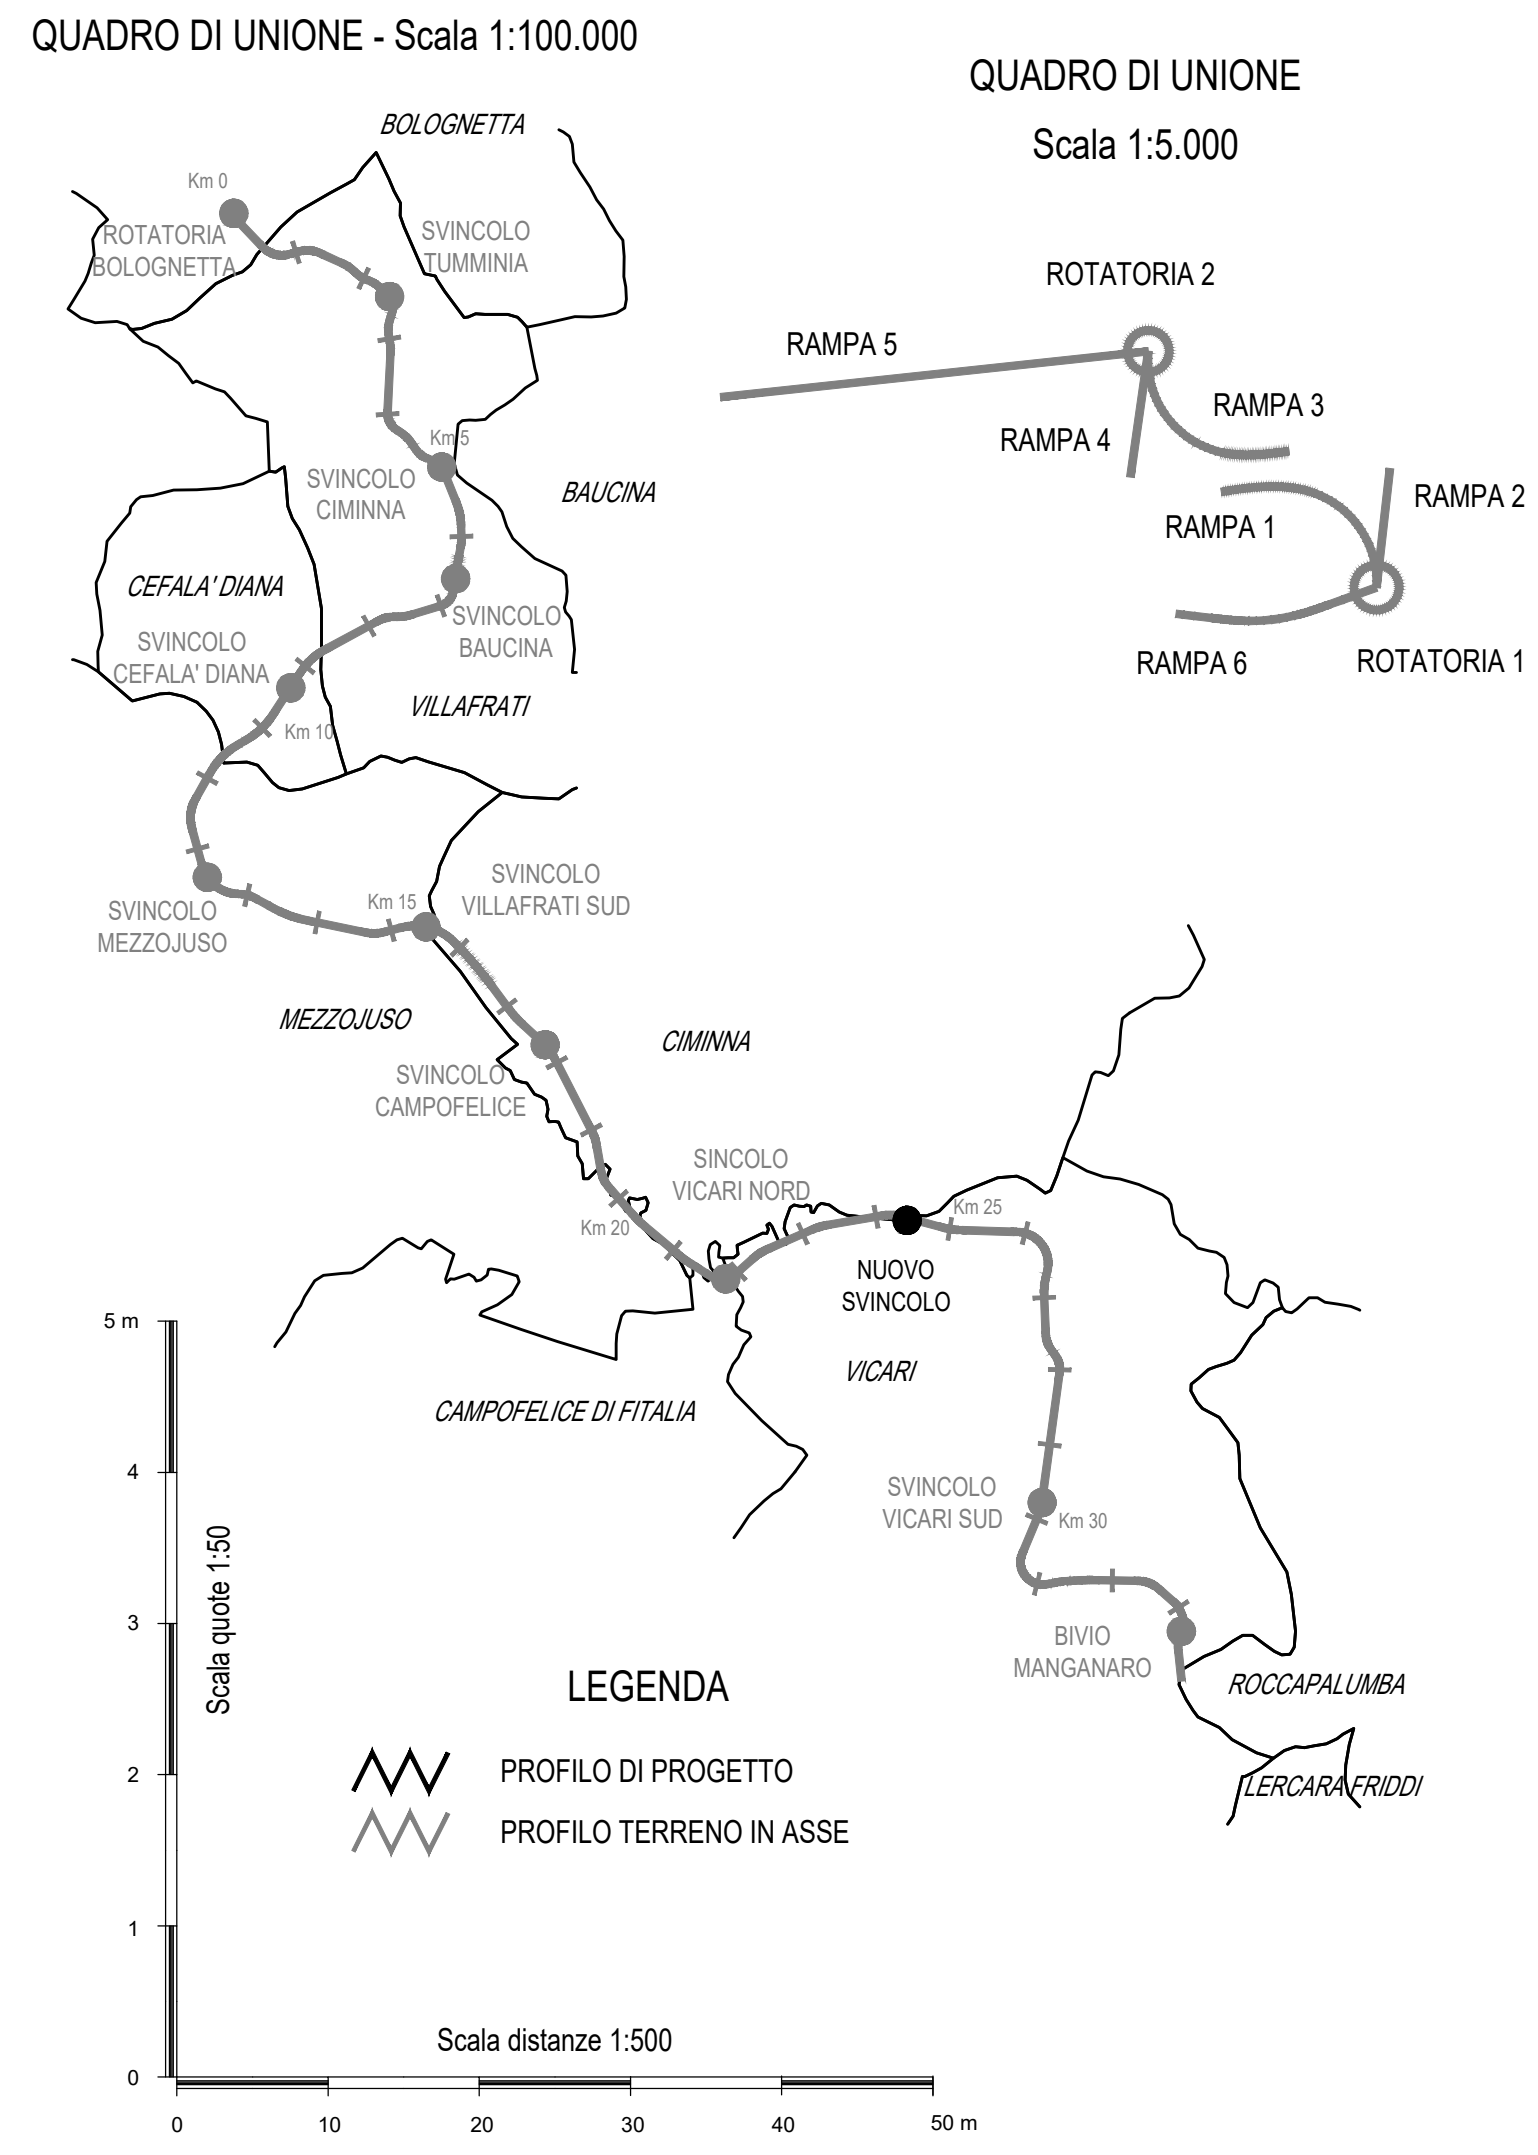 QUADRO DI UNIONE - Scala 1:100.000
QUADRO DI UNIONE
Scala 1:5.000
BOLOGNETTA
Km 0
ROTATORIA
BOLOGNETTA
SVINCOLO
TUMMINIA
ROTATORIA 2
RAMPA 5
RAMPA 3
RAMPA 4
RAMPA 2
RAMPA 1
RAMPA 6
ROTATORIA 1
Km 5
SVINCOLO
CIMINNA
BAUCINA
CEFALA' DIANA
SVINCOLO
BAUCINA
SVINCOLO
CEFALA' DIANA
VILLAFRATI
Km 10
SVINCOLO
VILLAFRATI SUD
Km 15
SVINCOLO
MEZZOJUSO
MEZZOJUSO
CIMINNA
SVINCOLO
CAMPOFELICE
SINCOLO
VICARI NORD
Km 20
Km 25
NUOVO
SVINCOLO
VICARI
CAMPOFELICE DI FITALIA
SVINCOLO
VICARI SUD
Km 30
BIVIO
MANGANARO
ROCCAPALUMBA
LERCARA FRIDDI
5 m
4
3
2
1
0
Scala quote 1:50
LEGENDA
PROFILO DI PROGETTO
PROFILO TERRENO IN ASSE
Scala distanze 1:500
0
10
20
30
40
50 m